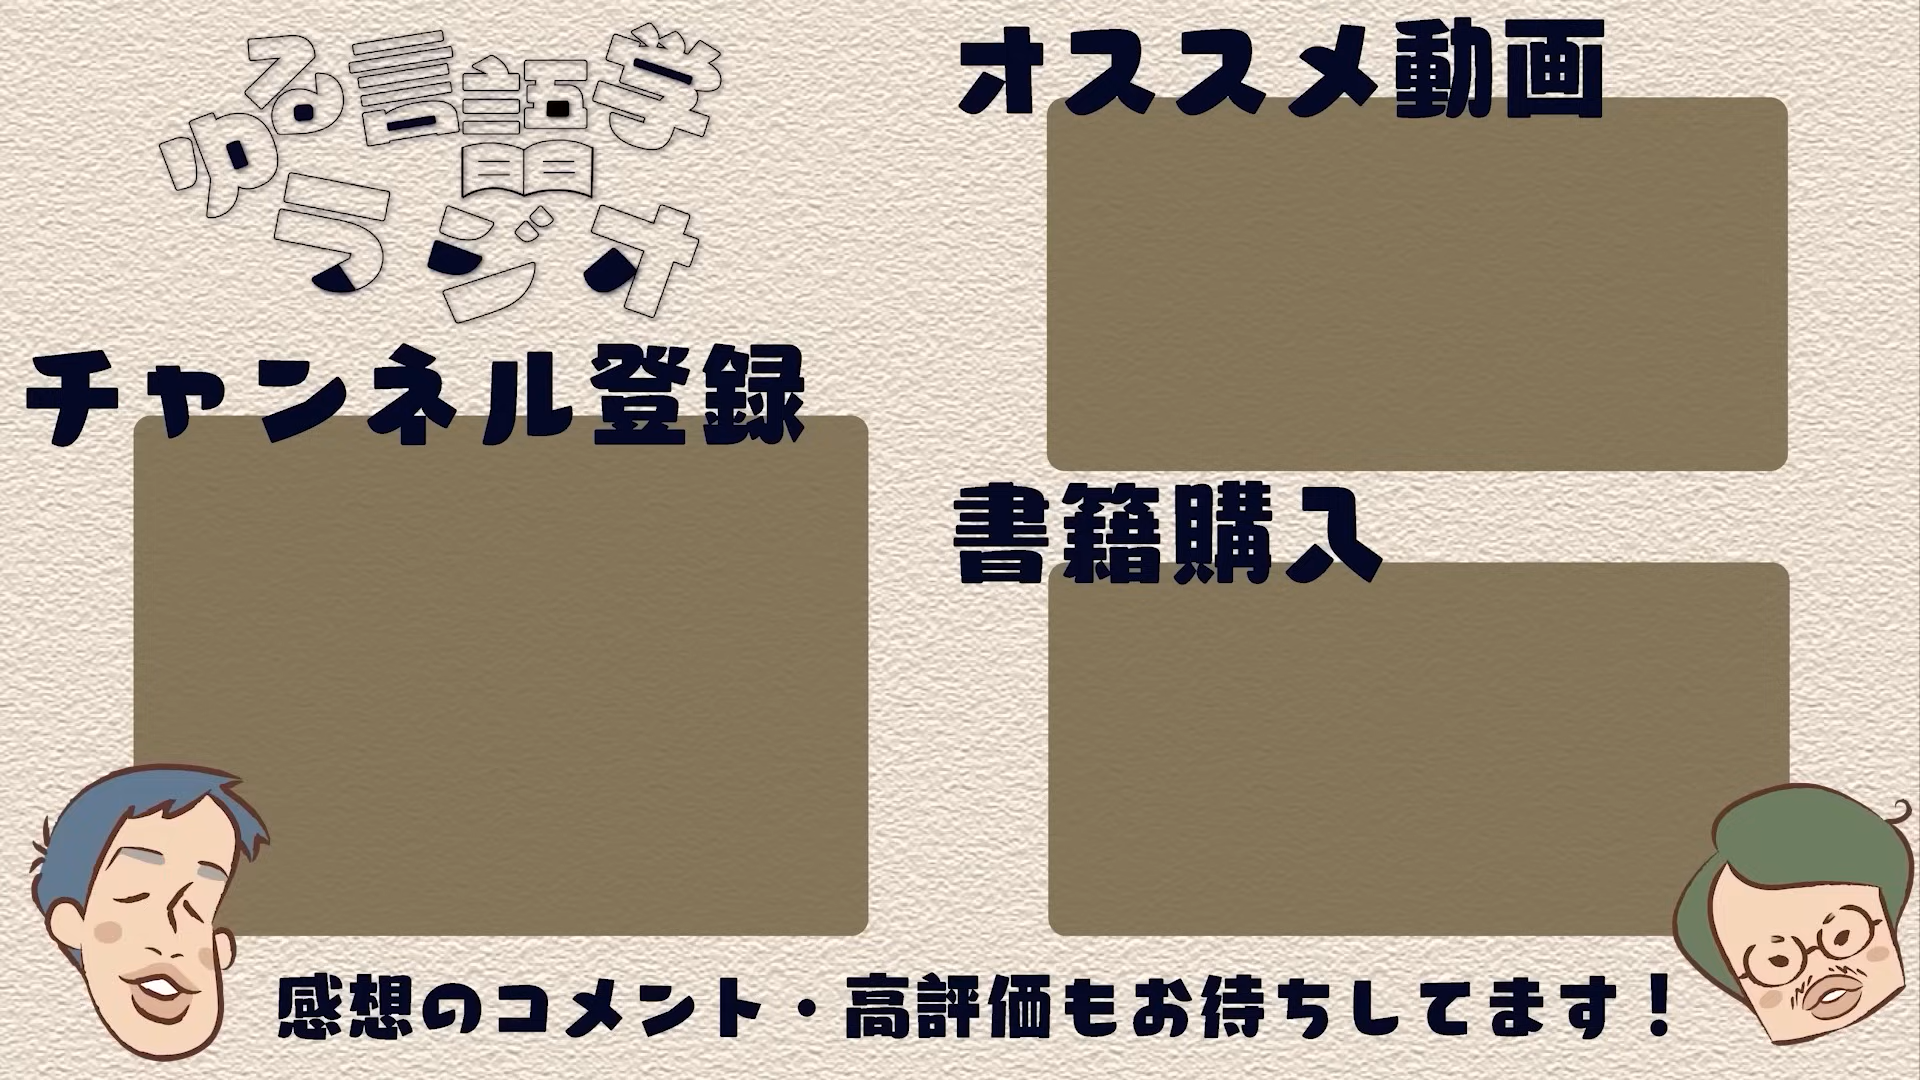 ゆる言語学
ラジオ
チャンネル登録
オススメ動画
書籍購入
感想のコメント・高評価もお待ちしてます！